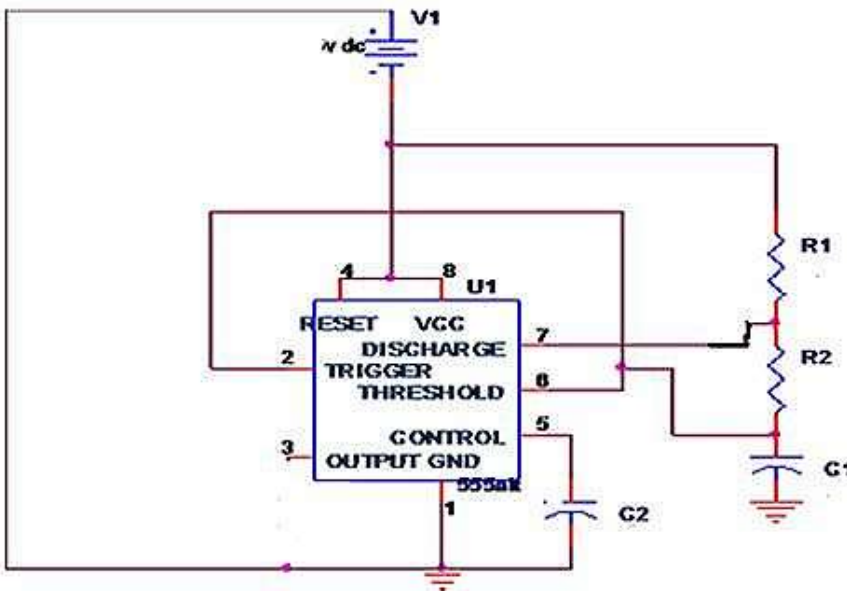 V1
v dc
R1
4
8
U1
RESET
VCC
7
DISCHARGE
R2
2
TRIGGER
6
THRESHOLD
5
CONTROL
3
OUTPUT GND
C1
1
C2